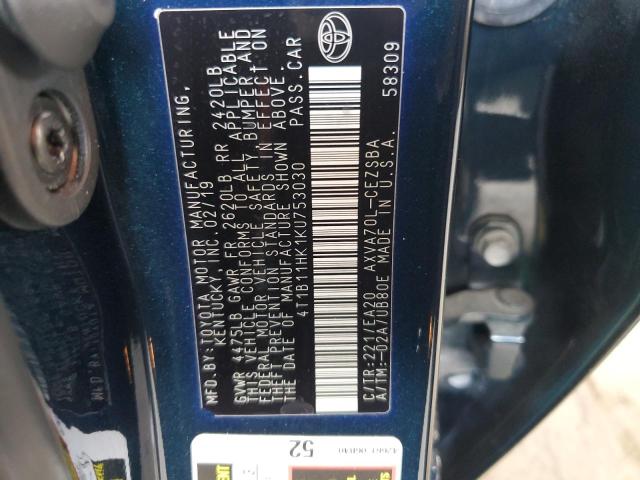 MFD. BY: TOYOTA MOTOR MANUFACTURING,
KENTUCKY, INC. 02/19
GVWR 4475LB GAWR FR 2620LB RR 2420LB
THIS VEHICLE CONFORMS TO ALL APPLICABLE
FEDERAL MOTOR VEHICLE SAFETY, BUMPER AND
THEFT PREVENTION STANDARDS IN EFFECT ON
THE DATE OF MANUFACTURE SHOWN ABOVE.
4T1B11HK1KU753030 PASS.CAR
58309
C/TR:221/EA20 AXVA70L-CEZSBA
A/TM:-02A/UB80E MADE IN U.S.A.
52